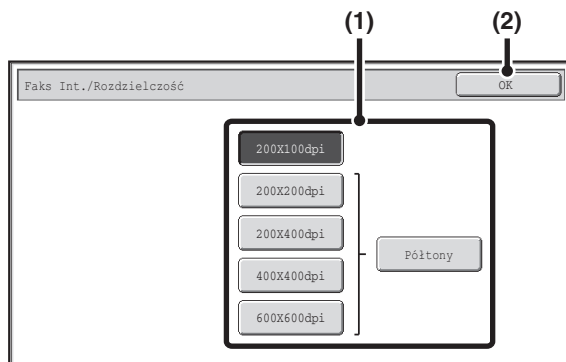 (1) (2)
Faks Int./Rozdzielczość OK
200X100dpi
200X200dpi
200X400dpi
Półtony
400X400dpi
600X600dpi